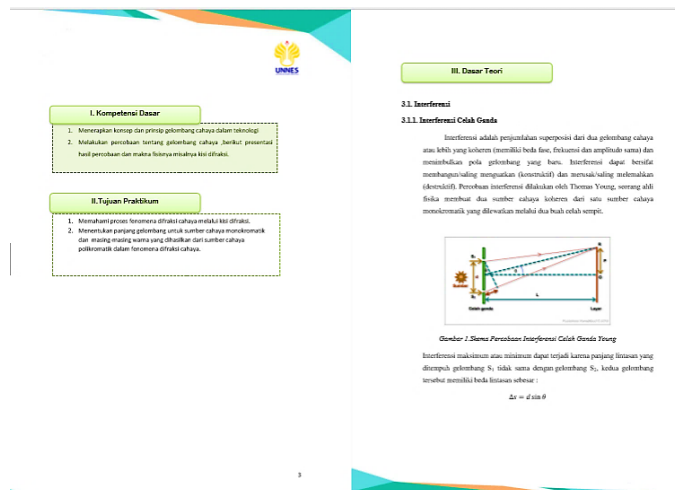 UNNES
I. Kompetensi Dasar
1. Menerapkan konsep dan prinsip gelombang cahaya dalam teknologi
2. Melakukan percobaan tentang gelombang cahaya ,berikut presentasi
hasil percobaan dan makna fisisnya misalnya kisi difraksi.
II.Tujuan Praktikum
1. Memahami proses fenomena difraksi cahaya melalui kisi difraksi.
2. Menentukan panjang gelombang untuk sumber cahaya monokromatik
dan masing-masing warna yang dihasilkan dari sumber cahaya
polikromatik dalam fenomena difraksi cahaya.
3
III. Dasar Teori
3.1. Interferensi
3.1.1. Interferensi Celah Ganda
Interferensi adalah penjumlahan superposisi dari dua gelombang cahaya
atau lebih yang koheren (memiliki beda fase, frekuensi dan amplitudo sama) dan
menimbulkan pola gelombang yang baru. Interferensi dapat bersifat
membangun/saling menguatkan (konstruktif) dan merusak/saling melemahkan
(destruktif). Percobaan interferensi dilakukan oleh Thomas Young, seorang ahli
fisika membuat dua sumber cahaya koheren dari satu sumber cahaya
monokromatik yang dilewatkan melalui dua buah celah sempit.
Sumber
L
Celah ganda
Layar
Gambar 1.Skema Percobaan Interferensi Celah Ganda Young
Interferensi maksimum atau minimum dapat terjadi karena panjang lintasan yang
ditempuh gelombang S₁ tidak sama dengan gelombang S₂, kedua gelombang
tersebut memiliki beda lintasan sebesar :
Δs = d sin θ